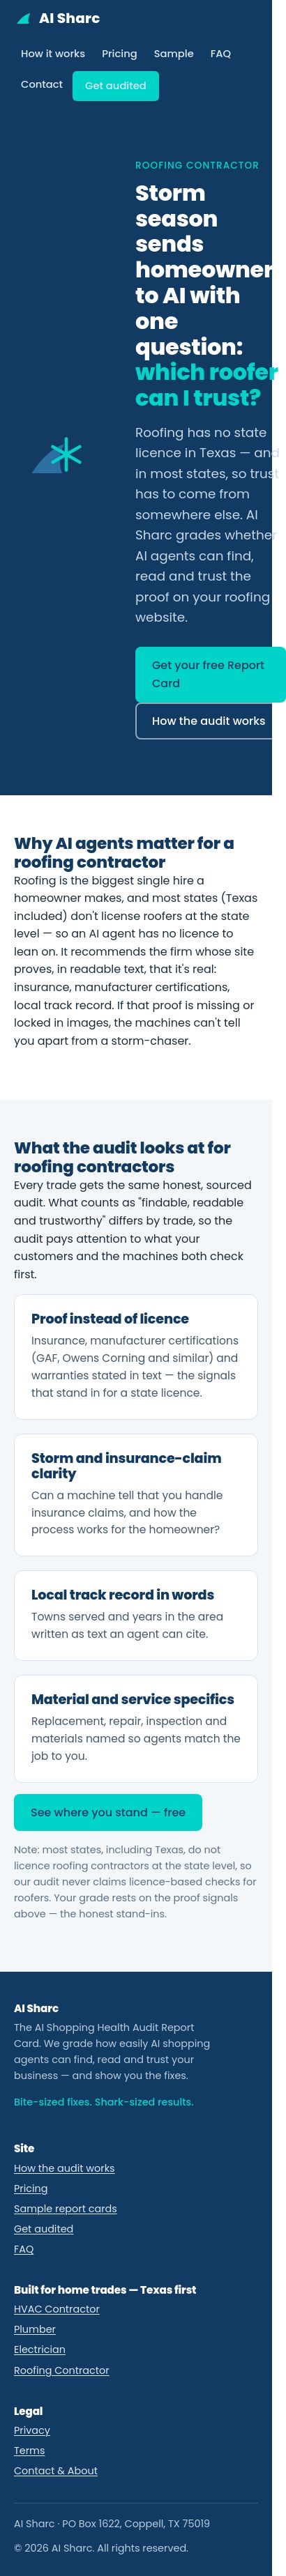 AI Sharc
How it works Pricing Sample FAQ
Contact Get audited
ROOFING CONTRACTOR
Storm
season
sends
homeowner
to AI with
one
question:
which roofer
can I trust?
Roofing has no state
licence in Texas — and
in most states, so trust
has to come from
somewhere else. AI
Sharc grades whether
AI agents can find,
read and trust the
proof on your roofing
website.
Get your free Report
Card
How the audit works
Why AI agents matter for a
roofing contractor
Roofing is the biggest single hire a
homeowner makes, and most states (Texas
included) don't license roofers at the state
level — so an AI agent has no licence to
lean on. It recommends the firm whose site
proves, in readable text, that it's real:
insurance, manufacturer certifications,
local track record. If that proof is missing or
locked in images, the machines can't tell
you apart from a storm-chaser.
What the audit looks at for
roofing contractors
Every trade gets the same honest, sourced
audit. What counts as "findable, readable
and trustworthy" differs by trade, so the
audit pays attention to what your
customers and the machines both check
first.
Proof instead of licence
Insurance, manufacturer certifications
(GAF, Owens Corning and similar) and
warranties stated in text — the signals
that stand in for a state licence.
Storm and insurance-claim
clarity
Can a machine tell that you handle
insurance claims, and how the
process works for the homeowner?
Local track record in words
Towns served and years in the area
written as text an agent can cite.
Material and service specifics
Replacement, repair, inspection and
materials named so agents match the
job to you.
See where you stand — free
Note: most states, including Texas, do not
licence roofing contractors at the state level, so
our audit never claims licence-based checks for
roofers. Your grade rests on the proof signals
above — the honest stand-ins.
AI Sharc
The AI Shopping Health Audit Report
Card. We grade how easily AI shopping
agents can find, read and trust your
business — and show you the fixes.
Bite-sized fixes. Shark-sized results.
Site
How the audit works
Pricing
Sample report cards
Get audited
FAQ
Built for home trades — Texas first
HVAC Contractor
Plumber
Electrician
Roofing Contractor
Legal
Privacy
Terms
Contact & About
AI Sharc · PO Box 1622, Coppell, TX 75019
© 2026 AI Sharc. All rights reserved.